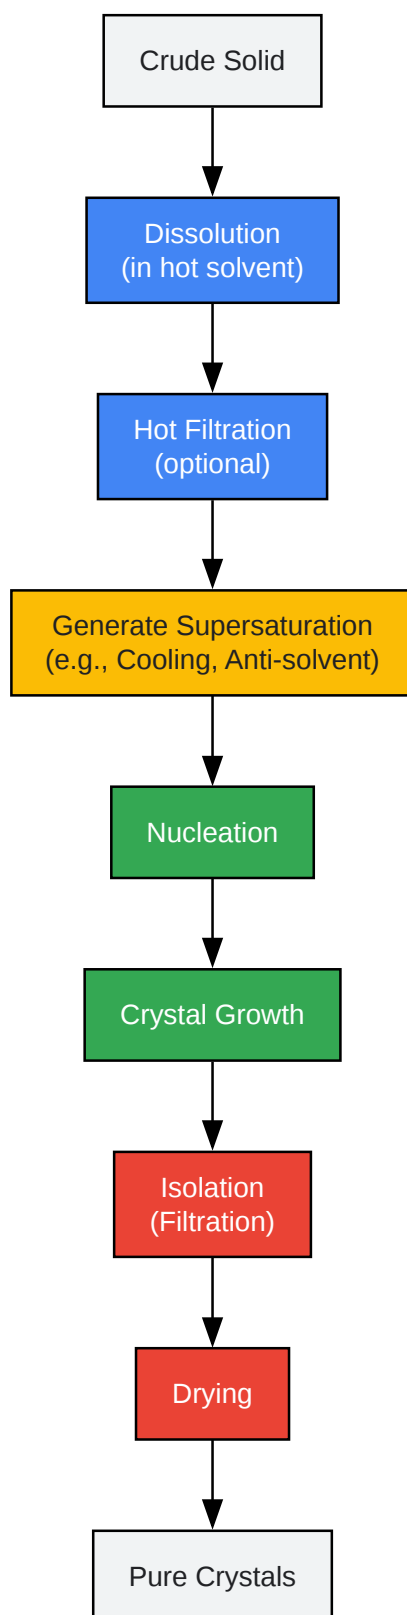 Crude Solid
Dissolution
(in hot solvent)
Hot Filtration
(optional)
Generate Supersaturation
(e.g., Cooling, Anti-solvent)
Nucleation
Crystal Growth
Isolation
(Filtration)
Drying
Pure Crystals